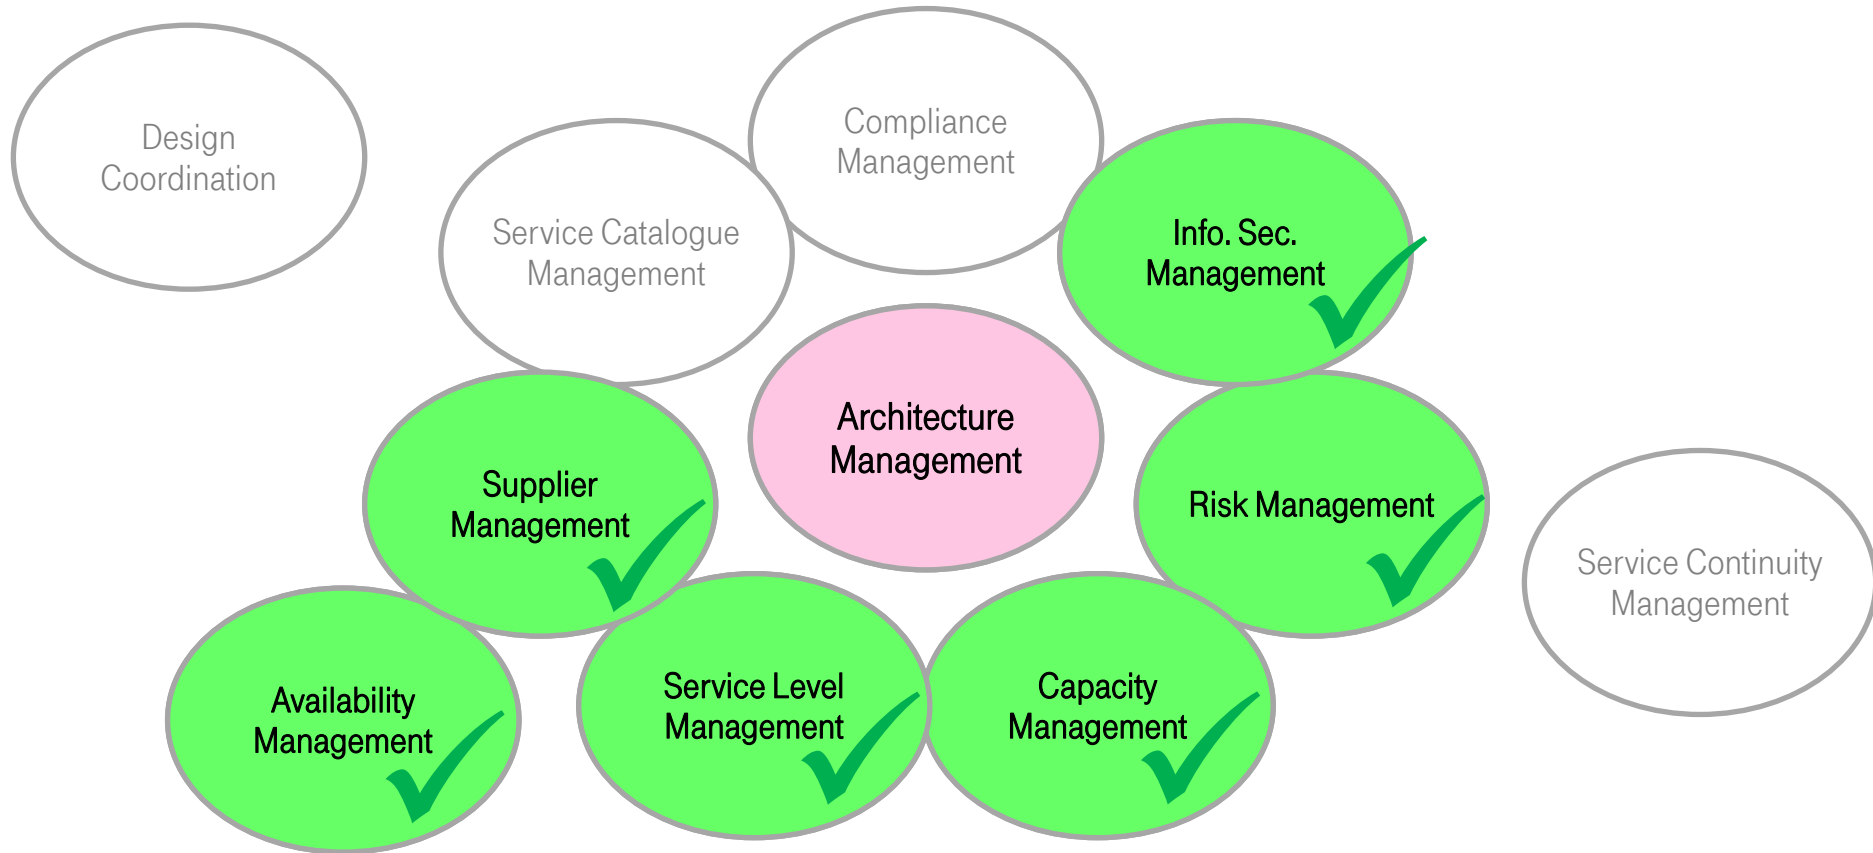 Design
Coordination
Compliance
Management
Service Catalogue
Management
Info. Sec.
Management
Architecture
Management
Supplier
Management
Risk Management
Service Continuity
Management
Availability
Management
Service Level
Management
Capacity
Management